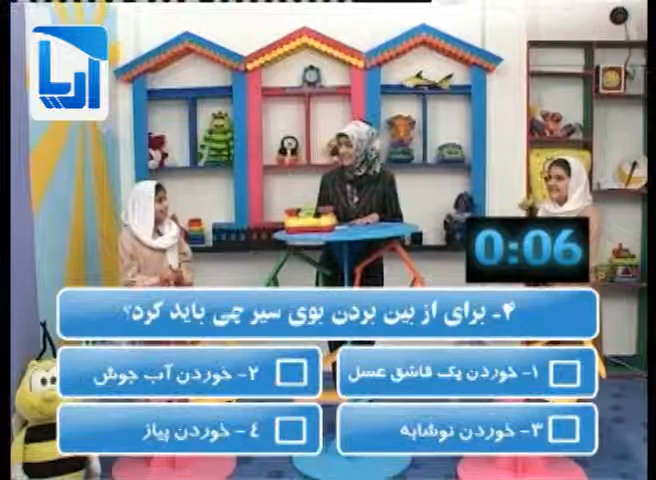 آریا
0:06
۴- برای از بین بردن بوی سیر چی باید کرد؟
۱- خوردن یک قاشق عسل
۲- خوردن آب جوش
۳- خوردن نوشابه
٤- خوردن پیاز